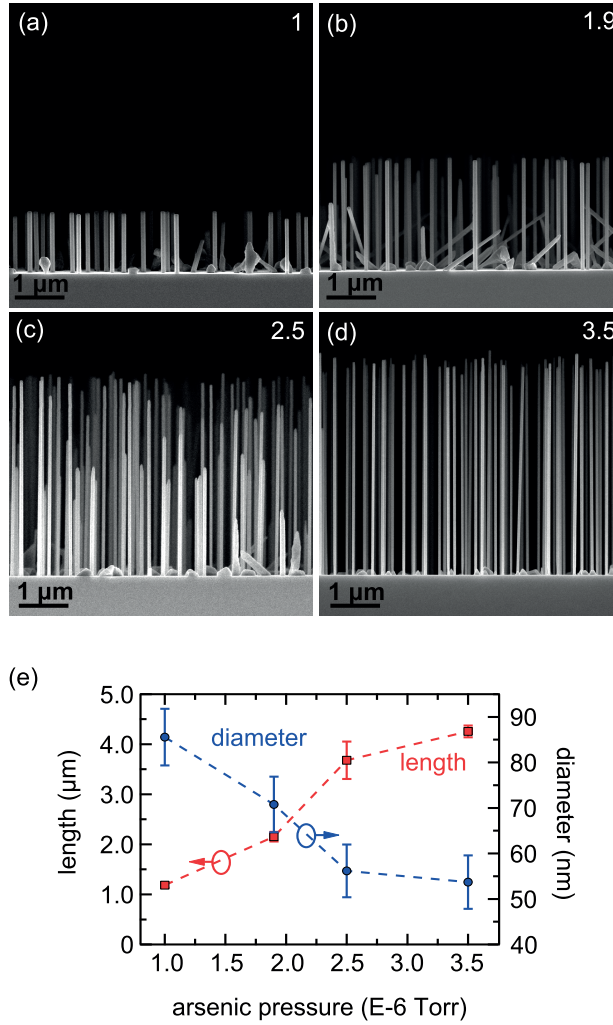 (a) 1
1 µm
(b) 1.9
1 µm
(c) 2.5
1 µm
(d) 3.5
1 µm
(e)
5.0
4.0
3.0
2.0
1.0
0
length (µm)
diameter
length
90
80
70
60
50
40
diameter (nm)
1.0 1.5 2.0 2.5 3.0 3.5
arsenic pressure (E-6 Torr)